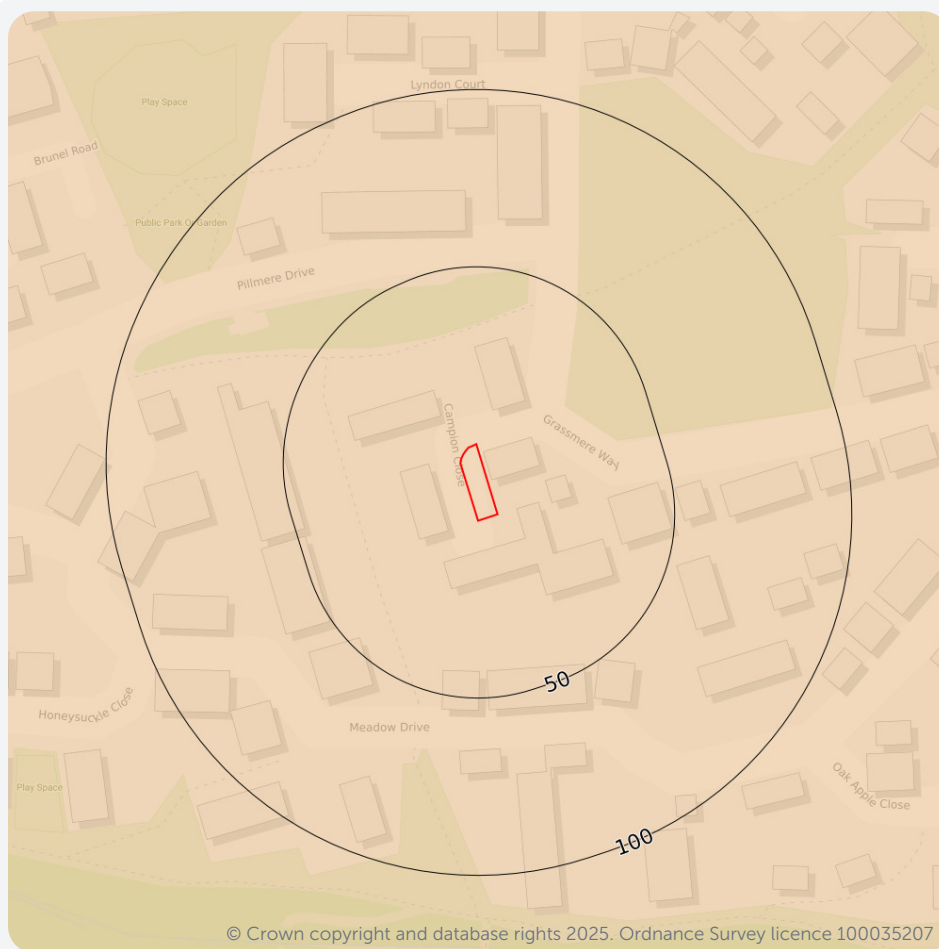 Lyndon Court
Play Space
Brunel Road
Public Park Or Garden
Pillmere Drive
Campion Close
Grassmere Way
50
Honeysuckle Close
Meadow Drive
Play Space
Oak Apple Close
100
© Crown copyright and database rights 2025. Ordnance Survey licence 100035207